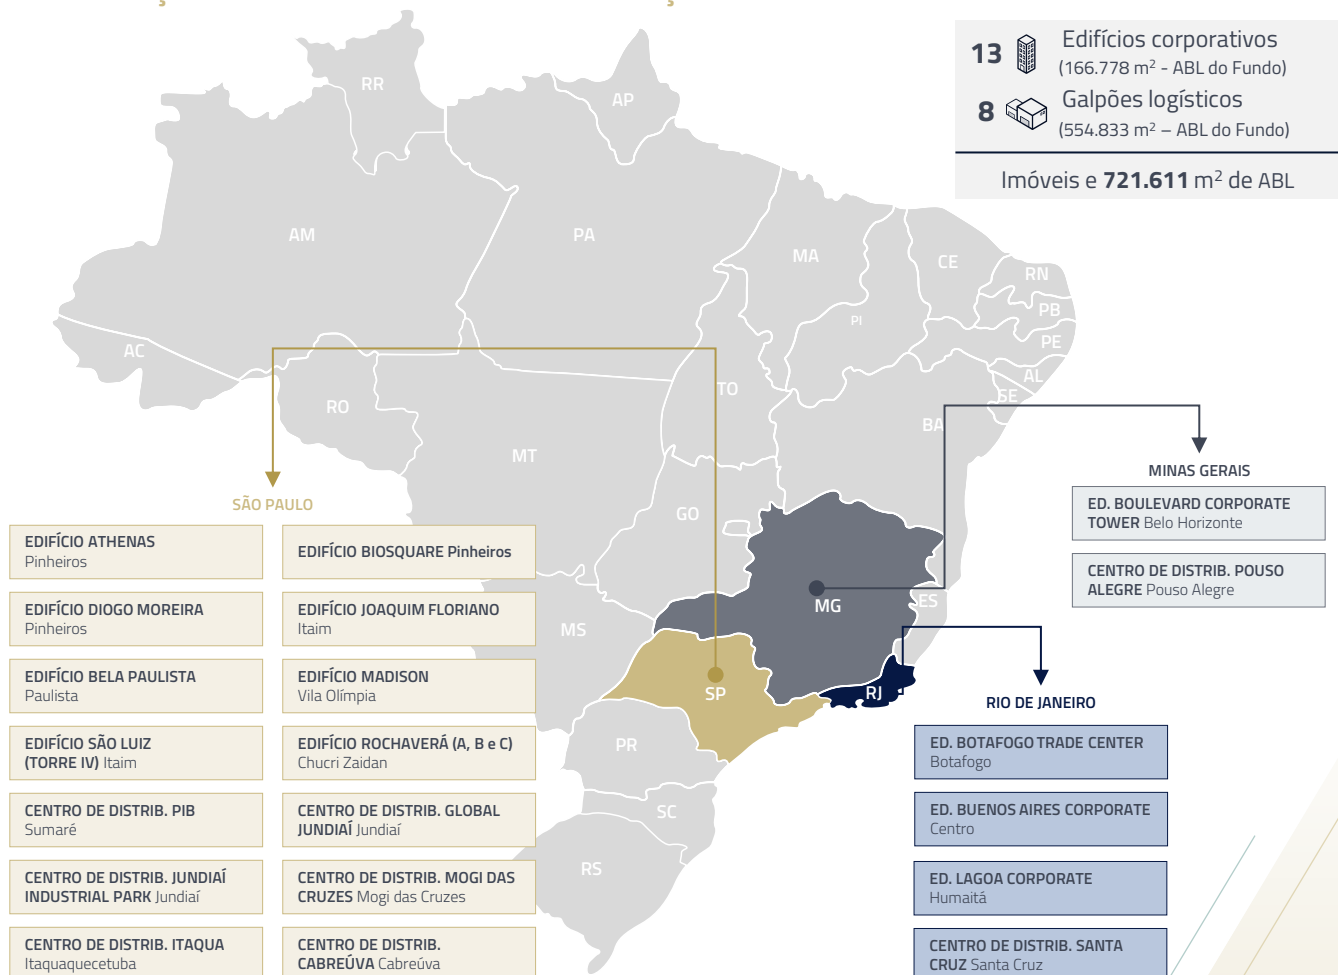 13 Edifícios corporativos
(166.778 m² - ABL do Fundo)
8 Galpões logísticos
(554.833 m² – ABL do Fundo)
Imóveis e 721.611 m² de ABL
RR
AP
AM
PA
MA
CE
RN
PB
PI
PE
AC
AL
TO
SE
RO
BA
MT
GO
MG
ES
MS
SP
RJ
PR
SC
RS
SÃO PAULO
EDIFÍCIO ATHENAS
Pinheiros
EDIFÍCIO BIOSQUARE Pinheiros
EDIFÍCIO DIOGO MOREIRA
Pinheiros
EDIFÍCIO JOAQUIM FLORIANO
Itaim
EDIFÍCIO BELA PAULISTA
Paulista
EDIFÍCIO MADISON
Vila Olímpia
EDIFÍCIO SÃO LUIZ
(TORRE IV) Itaim
EDIFÍCIO ROCHAVERÁ (A, B e C)
Chucri Zaidan
CENTRO DE DISTRIB. PIB
Sumaré
CENTRO DE DISTRIB. GLOBAL
JUNDIAÍ Jundiaí
CENTRO DE DISTRIB. JUNDIAÍ
INDUSTRIAL PARK Jundiaí
CENTRO DE DISTRIB. MOGI DAS
CRUZES Mogi das Cruzes
CENTRO DE DISTRIB. ITAQUA
Itaquaquecetuba
CENTRO DE DISTRIB.
CABREÚVA Cabreúva
MINAS GERAIS
ED. BOULEVARD CORPORATE
TOWER Belo Horizonte
CENTRO DE DISTRIB. POUSO
ALEGRE Pouso Alegre
RIO DE JANEIRO
ED. BOTAFOGO TRADE CENTER
Botafogo
ED. BUENOS AIRES CORPORATE
Centro
ED. LAGOA CORPORATE
Humaitá
CENTRO DE DISTRIB. SANTA
CRUZ Santa Cruz